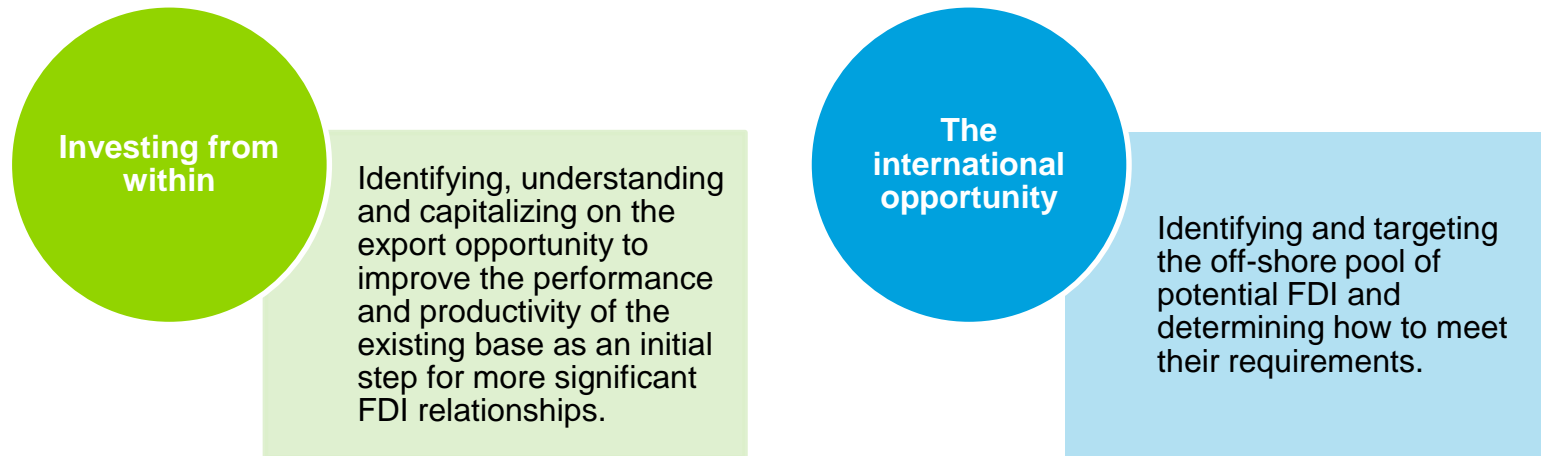 Investing from
within
Identifying, understanding
and capitalizing on the
export opportunity to
improve the performance
and productivity of the
existing base as an initial
step for more significant
FDI relationships.
The
international
opportunity
Identifying and targeting
the off-shore pool of
potential FDI and
determining how to meet
their requirements.